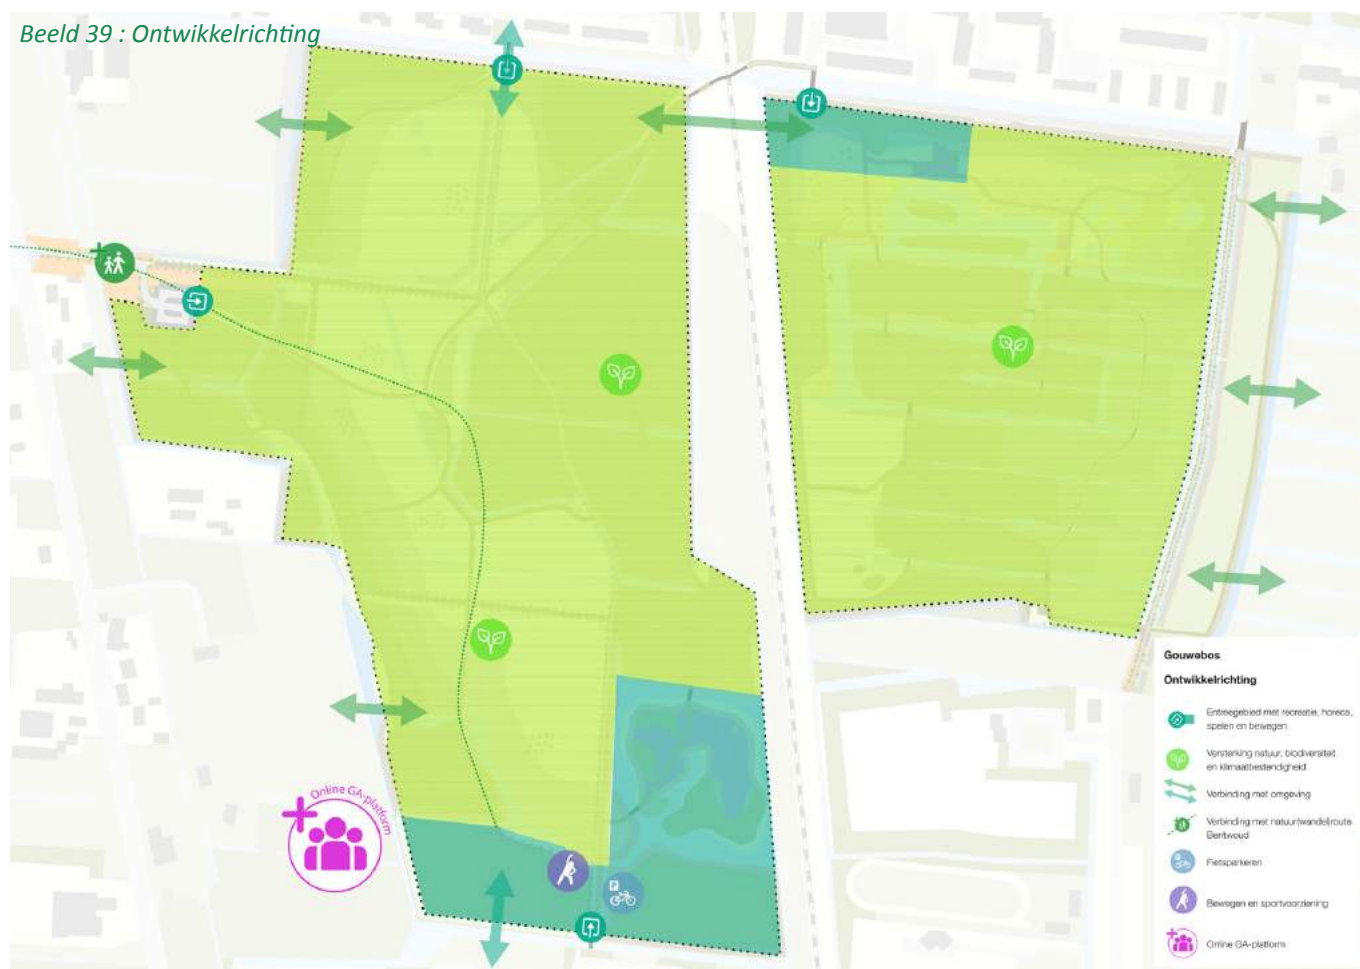 Beeld 39 : Ontwikkelrichting
Online GA-platform
P
Gouwebos
Ontwikkelrichting
Entreegebied met recreatie, horeca,
spelen en bewegen
Versterking natuur, biodiversiteit
en klimaatbestendigheid
Verbinding met omgeving
Verbinding met natuur(wandel)route
Bentwoud
Fietsparkeren
Bewegen en sportvoorziening
Online GA-platform